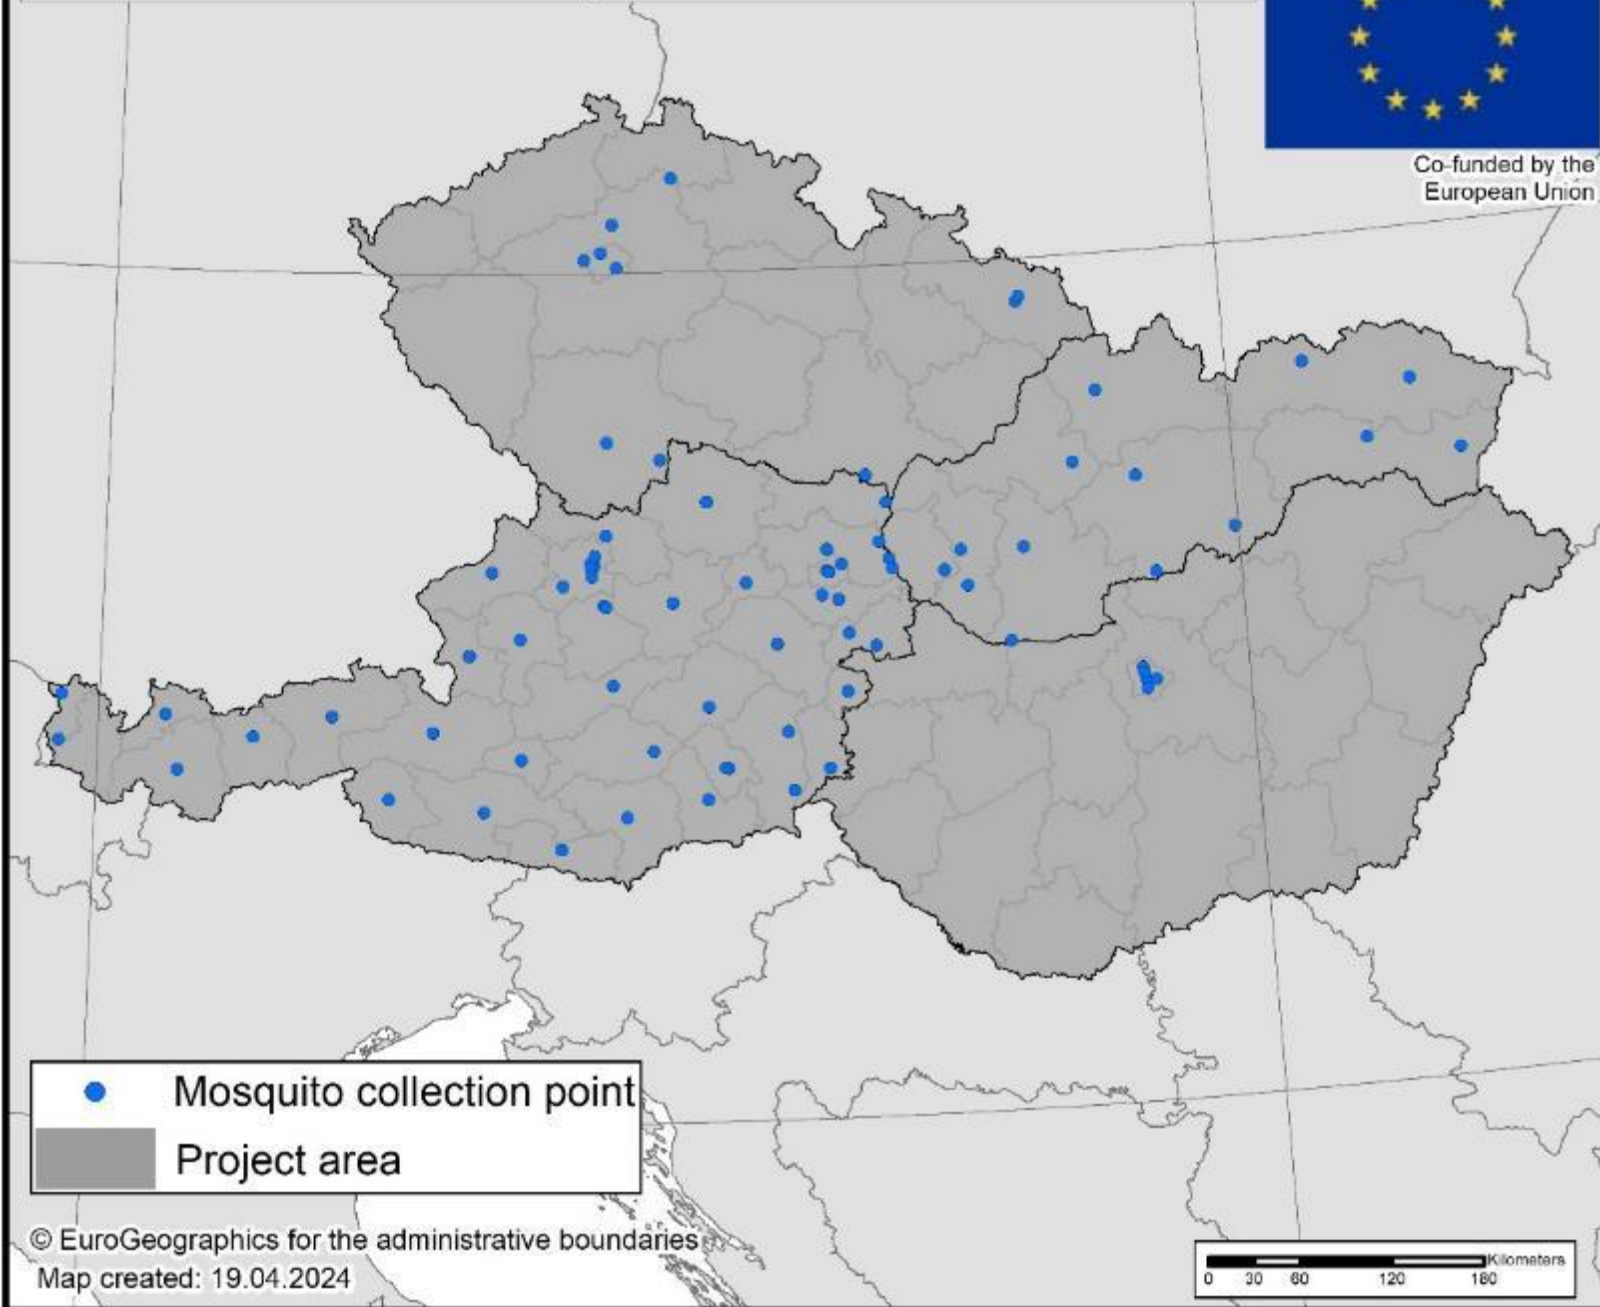 Co-funded by the
European Union
Mosquito collection point
Project area
© EuroGeographics for the administrative boundaries
Map created: 19.04.2024
Kilometers
0 30 60 120 180